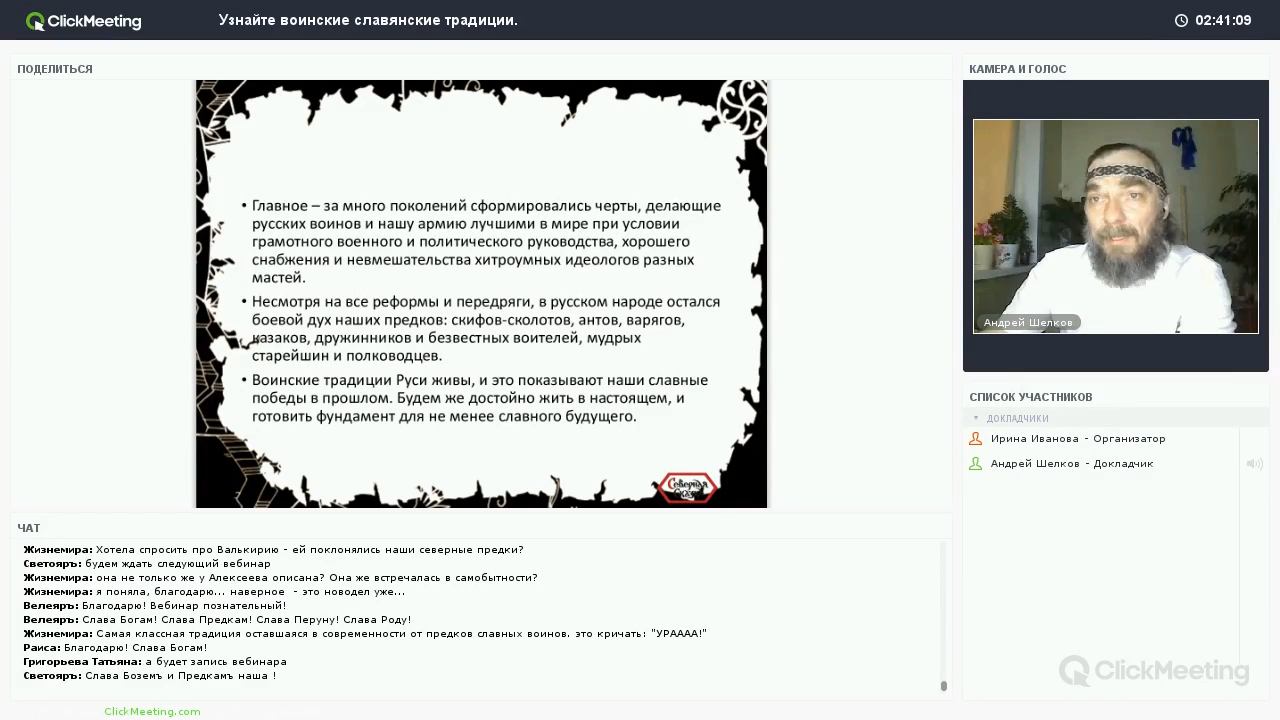 ClickMeeting
Узнайте воинские славянские традиции.
02:41:09
ПОДЕЛИТЬСЯ
• Главное – за много поколений сформировались черты, делающие
русских воинов и нашу армию лучшими в мире при условии
грамотного военного и политического руководства, хорошего
снабжения и невмешательства хитроумных идеологов разных
мастей.
• Несмотря на все реформы и передряги, в русском народе остался
боевой дух наших предков: скифов-сколотов, антов, варягов,
казаков, дружинников и безвестных воителей, мудрых
старейшин и полководцев.
• Воинские традиции Руси живы, и это показывают наши славные
победы в прошлом. Будем же достойно жить в настоящем, и
готовить фундамент для не менее славного будущего.
Северная
Сказка
КАМЕРА И ГОЛОС
Андрей Шелков
СПИСОК УЧАСТНИКОВ
ДОКЛАДЧИКИ
Ирина Иванова - Организатор
Андрей Шелков - Докладчик
ClickMeeting
ЧАТ
Жизнемира: Хотела спросить про Валькирию - ей поклонялись наши северные предки?
Светояръ: будем ждать следующий вебинар
Жизнемира: она не только же у Алексеева описана? Она же встречалась в самобытности?
Жизнемира: я поняла, благодарю... наверное - это новодел уже...
Велеяръ: Благодарю! Вебинар познательный!
Велеяръ: Слава Богам! Слава Предкам! Слава Перуну! Слава Роду!
Жизнемира: Самая классная традиция оставшаяся в современности от предков славных воинов. это кричать: "УРАААА!"
Раиса: Благодарю! Слава Богам!
Григорьева Татьяна: а будет запись вебинара
Светояръ: Слава Боземъ и Предкамъ наша !
ClickMeeting.com